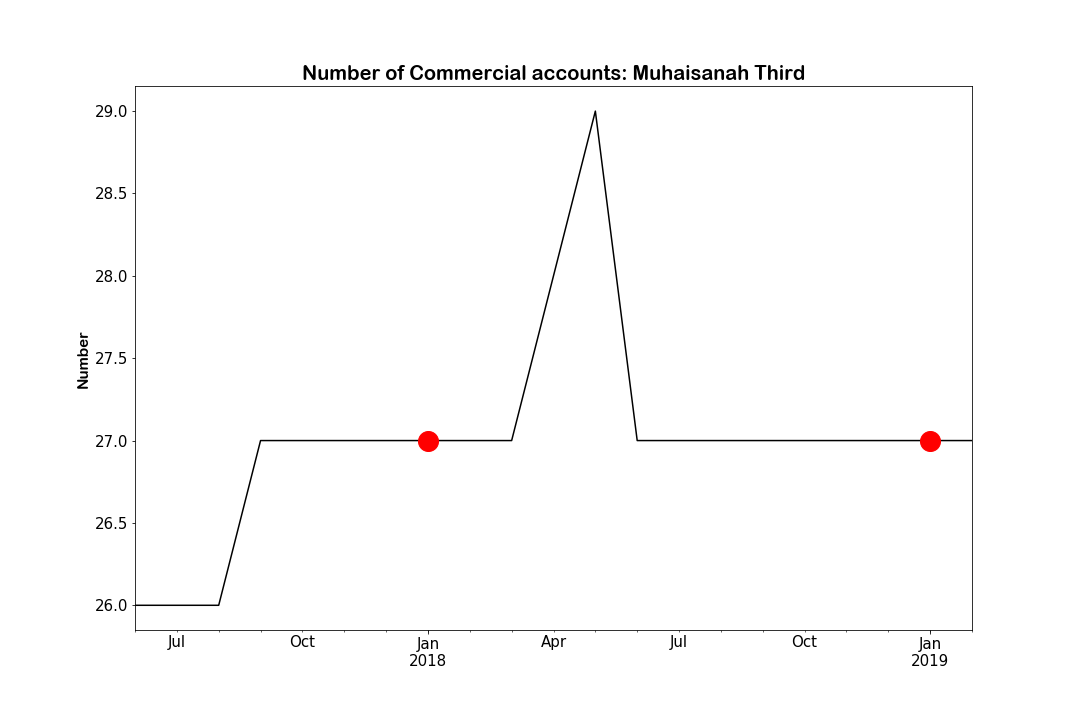 Number of Commercial accounts: Muhaisanah Third
29.0
28.5
28.0
27.5
27.0
26.5
26.0
Number
Jul
Oct
Jan
2018
Apr
Jul
Oct
Jan
2019